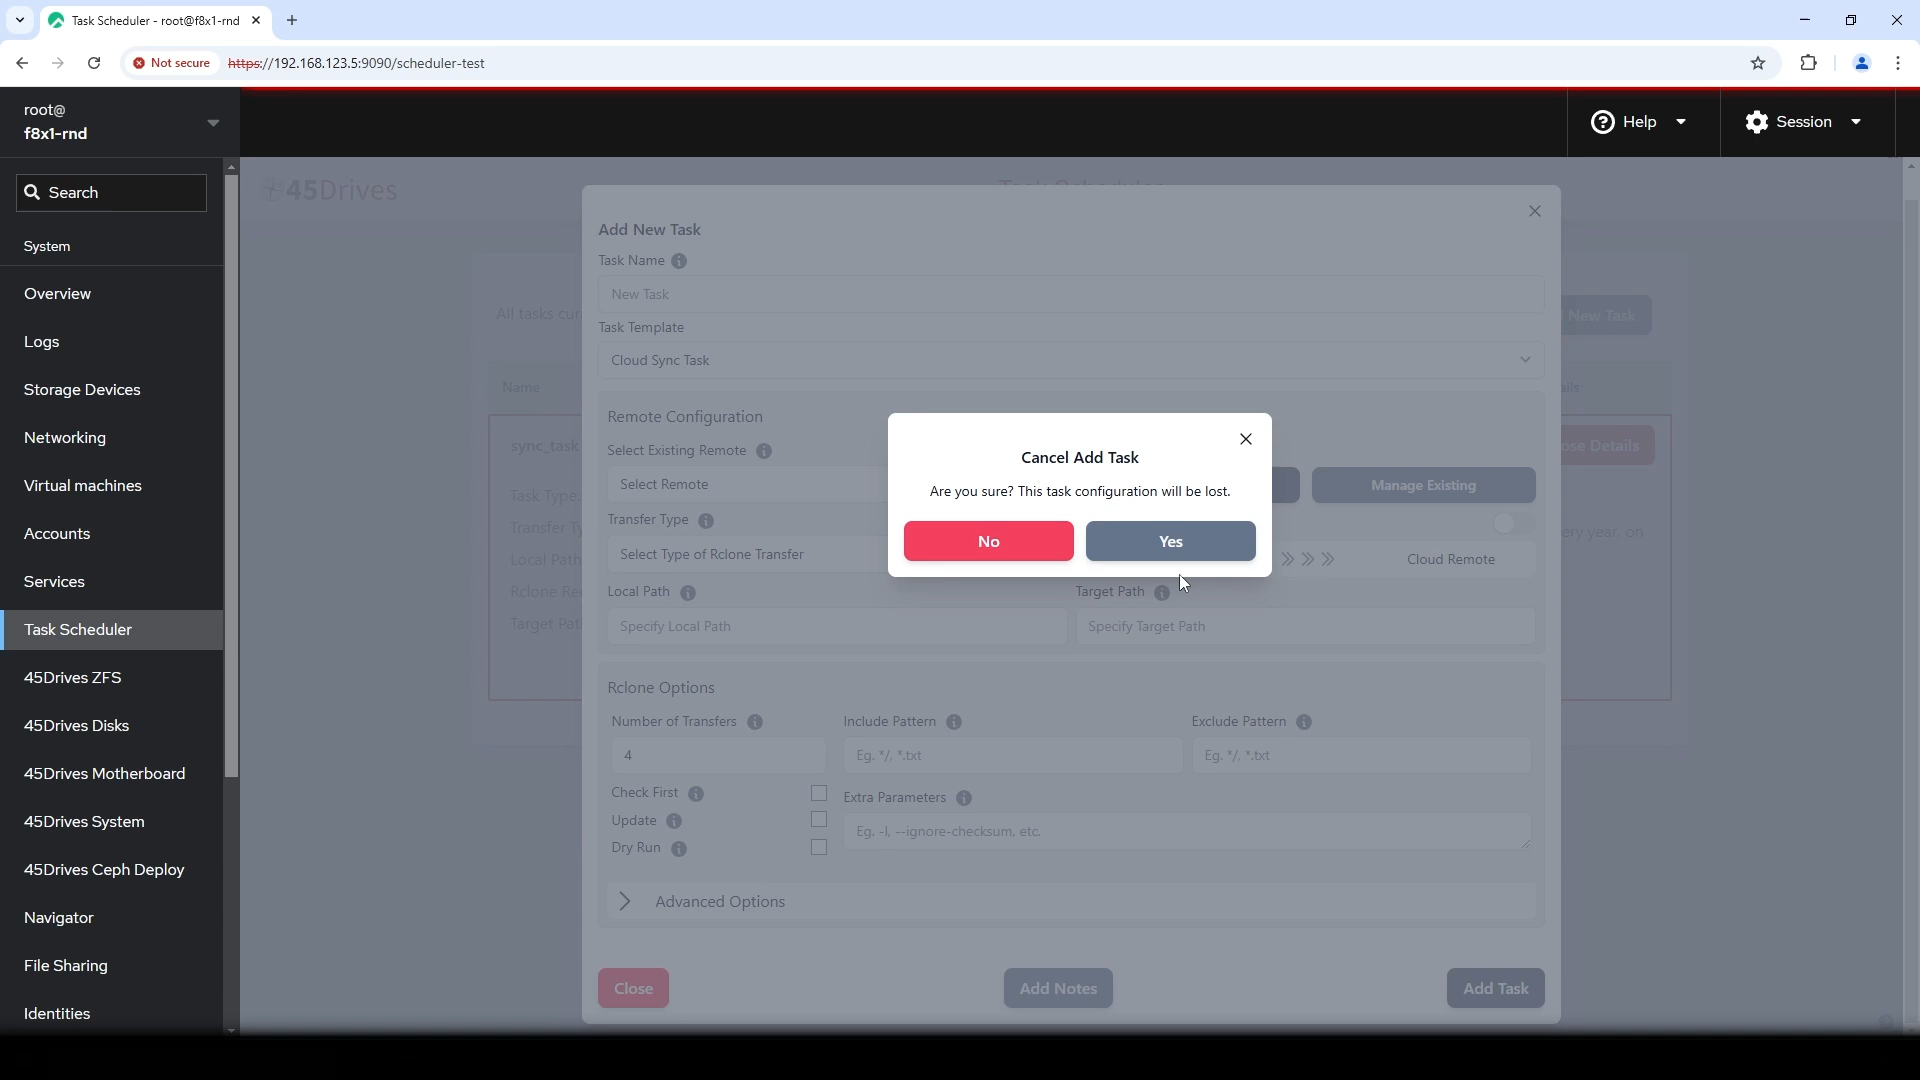 Task Scheduler - root@f8x1-rnd
Not secure
https://192.168.123.5:9090/scheduler-test
root@
f8x1-rnd
Help
Session
Search
System
Overview
Logs
Storage Devices
Networking
Virtual machines
Accounts
Services
Task Scheduler
45Drives ZFS
45Drives Disks
45Drives Motherboard
45Drives System
45Drives Ceph Deploy
Navigator
File Sharing
Identities
45Drives
Task Scheduler
All tasks
New Task
Name
sync_task
Task Type
Transfer
Local Path
Rclone
Target
Details
ery year, on
Add New Task
Task Name
New Task
Task Template
Cloud Sync Task
Remote Configuration
Select Existing Remote
Select Remote
Manage Existing
Transfer Type
Select Type of Rclone Transfer
Cloud Remote
Local Path
Specify Local Path
Target Path
Specify Target Path
Cancel Add Task
Are you sure? This task configuration will be lost.
No
Yes
Rclone Options
Number of Transfers
4
Include Pattern
Eg. */, *.txt
Exclude Pattern
Eg. */, *.txt
Check First
Update
Dry Run
Extra Parameters
Eg. -l, --ignore-checksum, etc.
Advanced Options
Close
Add Notes
Add Task